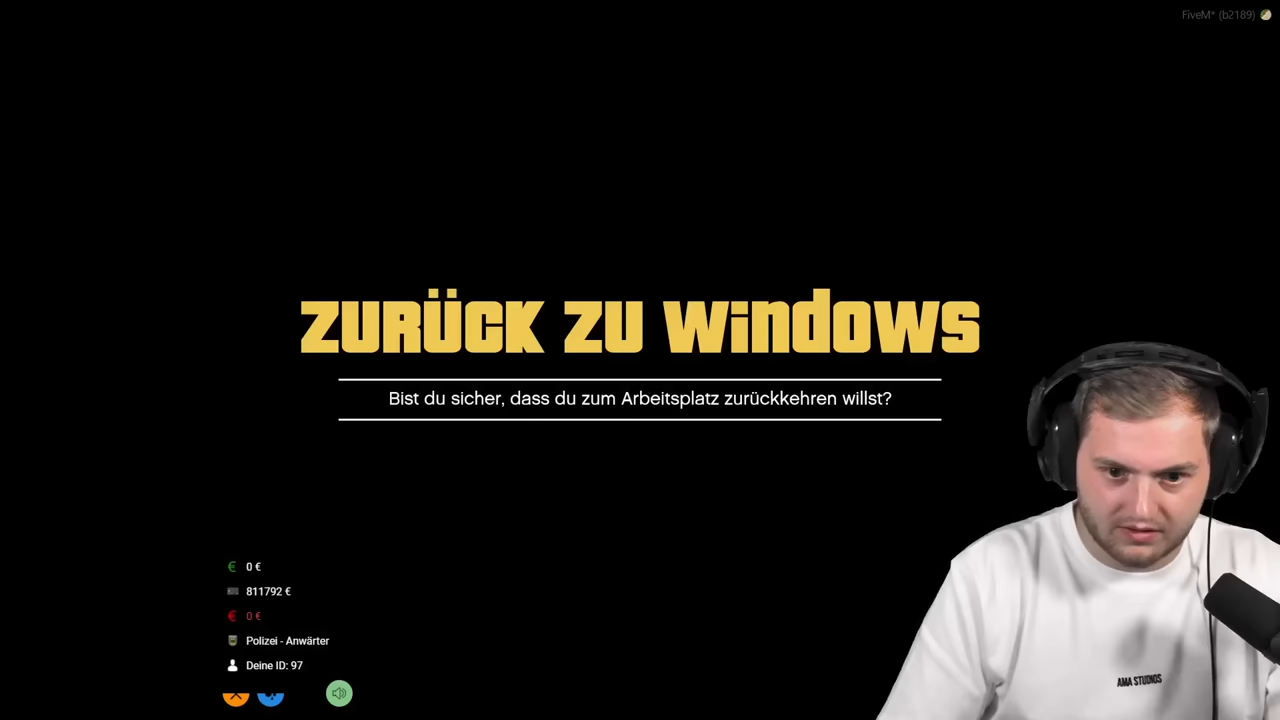 FiveM* (b2189)
ZURÜCK ZU WINDOWS
Bist du sicher, dass du zum Arbeitsplatz zurückkehren willst?
0 €
811792 €
0 €
Polizei - Anwärter
Deine ID: 97
AMA STUDIOS